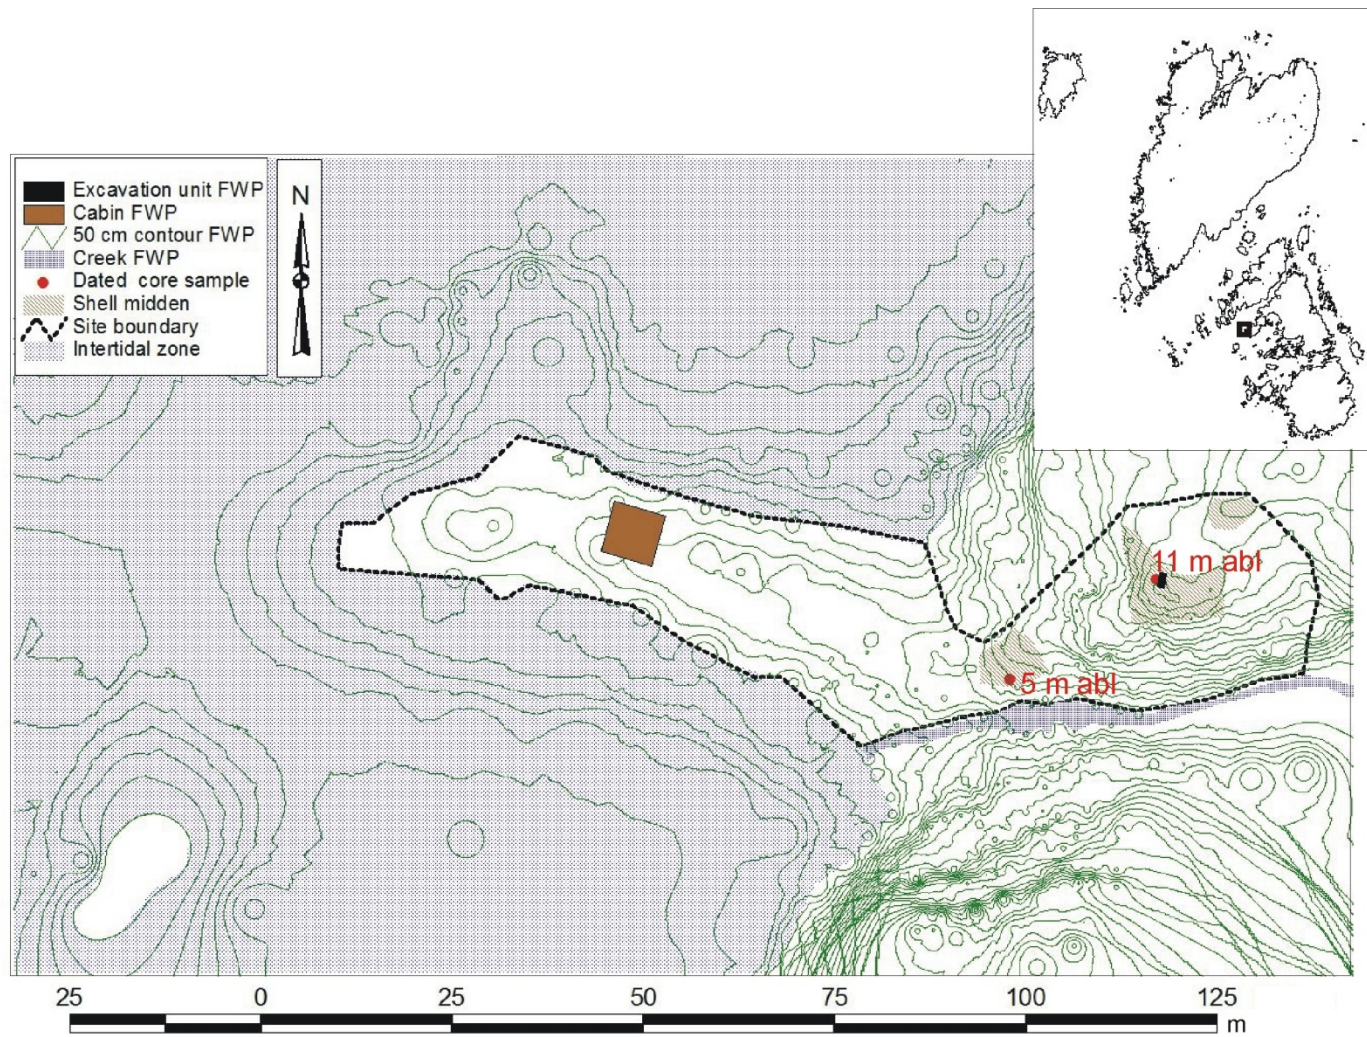 Excavation unit FWP
Cabin FWP
50 cm contour FWP
Creek FWP
Dated core sample
Shell midden
Site boundary
Intertidal zone
N
11 m abl
5 m abl
25 0 25 50 75 100 125
m